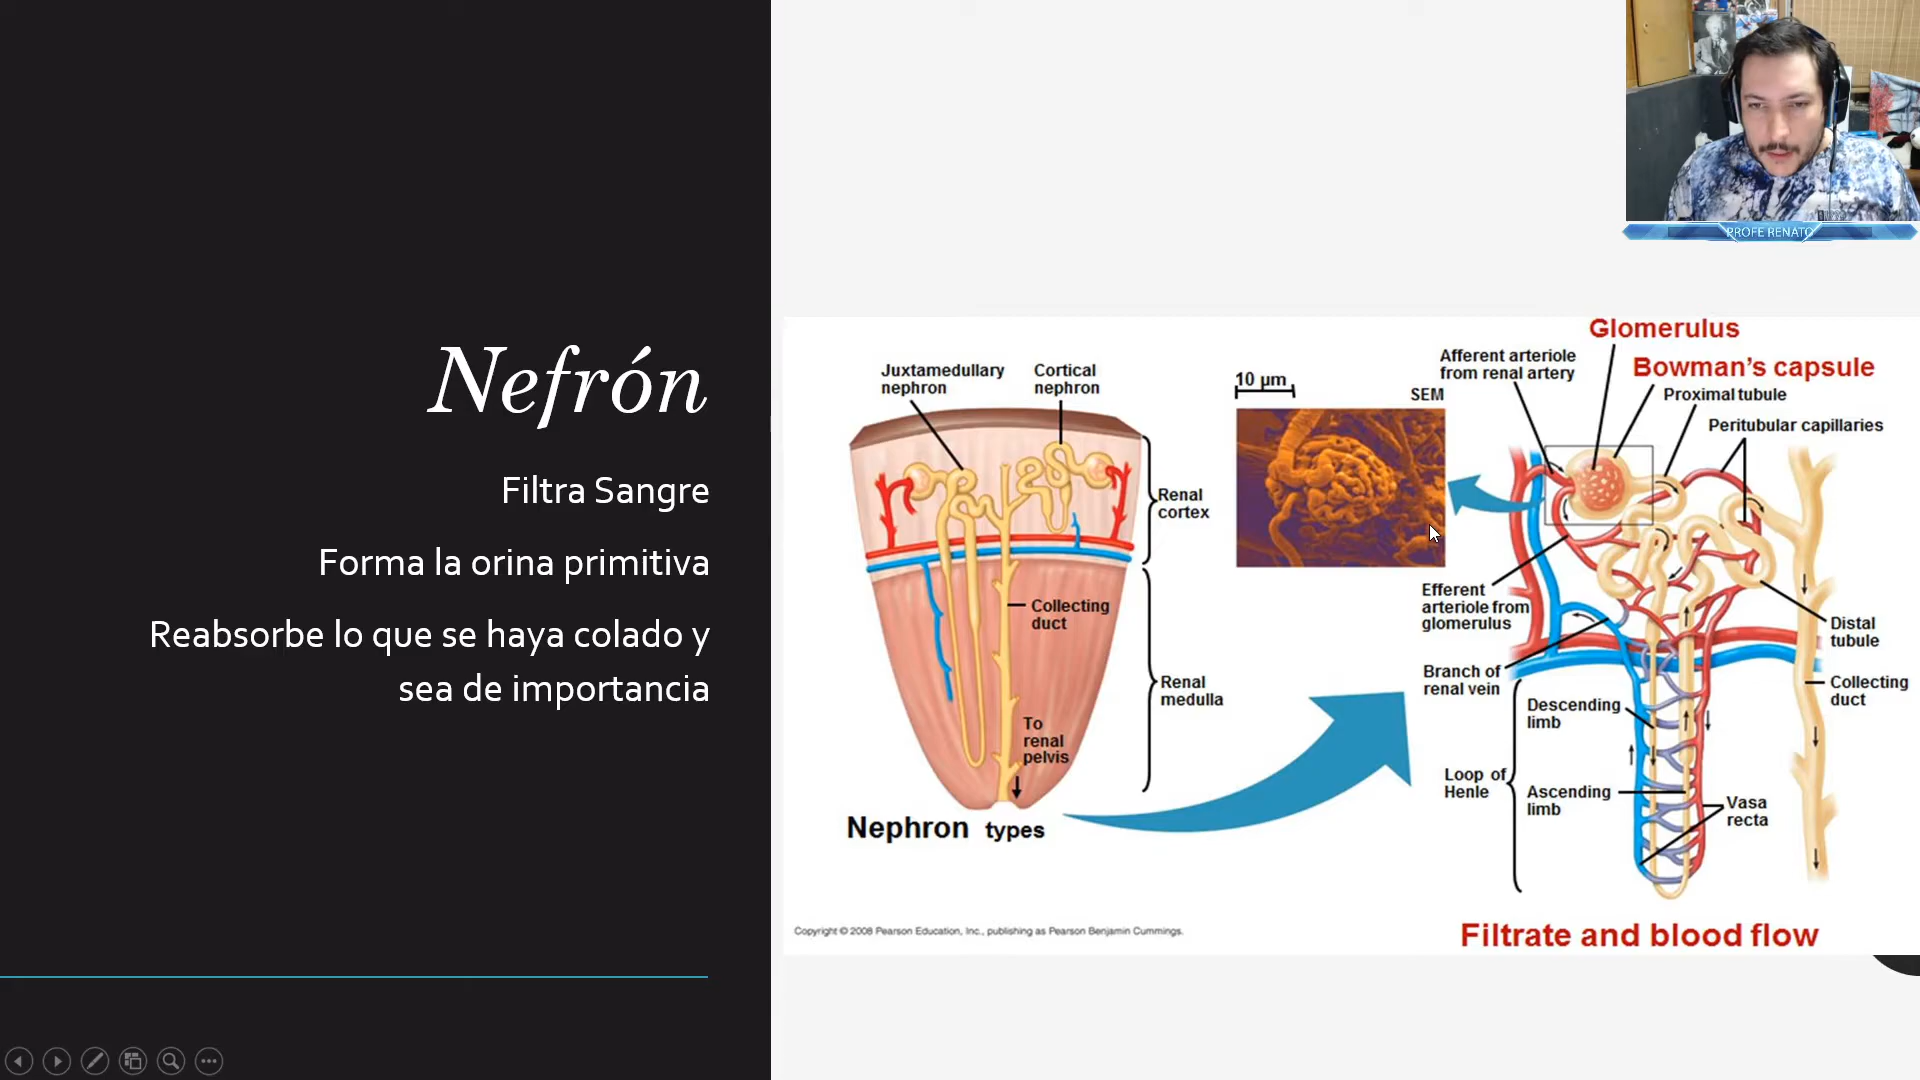 Nefrón
Filtra Sangre
Forma la orina primitiva
Reabsorbe lo que se haya colado y
sea de importancia
PROFE RENATO
Juxtamedullary
nephron
Cortical
nephron
Renal
cortex
Collecting
duct
Renal
medulla
To
renal
pelvis
Nephron types
10 µm
SEM
Glomerulus
Bowman's capsule
Afferent arteriole
from renal artery
Proximal tubule
Peritubular capillaries
Efferent
arteriole from
glomerulus
Branch of
renal vein
Distal
tubule
Collecting
duct
Descending
limb
Loop of
Henle
Ascending
limb
Vasa
recta
Filtrate and blood flow
Copyright © 2008 Pearson Education, Inc., publishing as Pearson Benjamin Cummings.